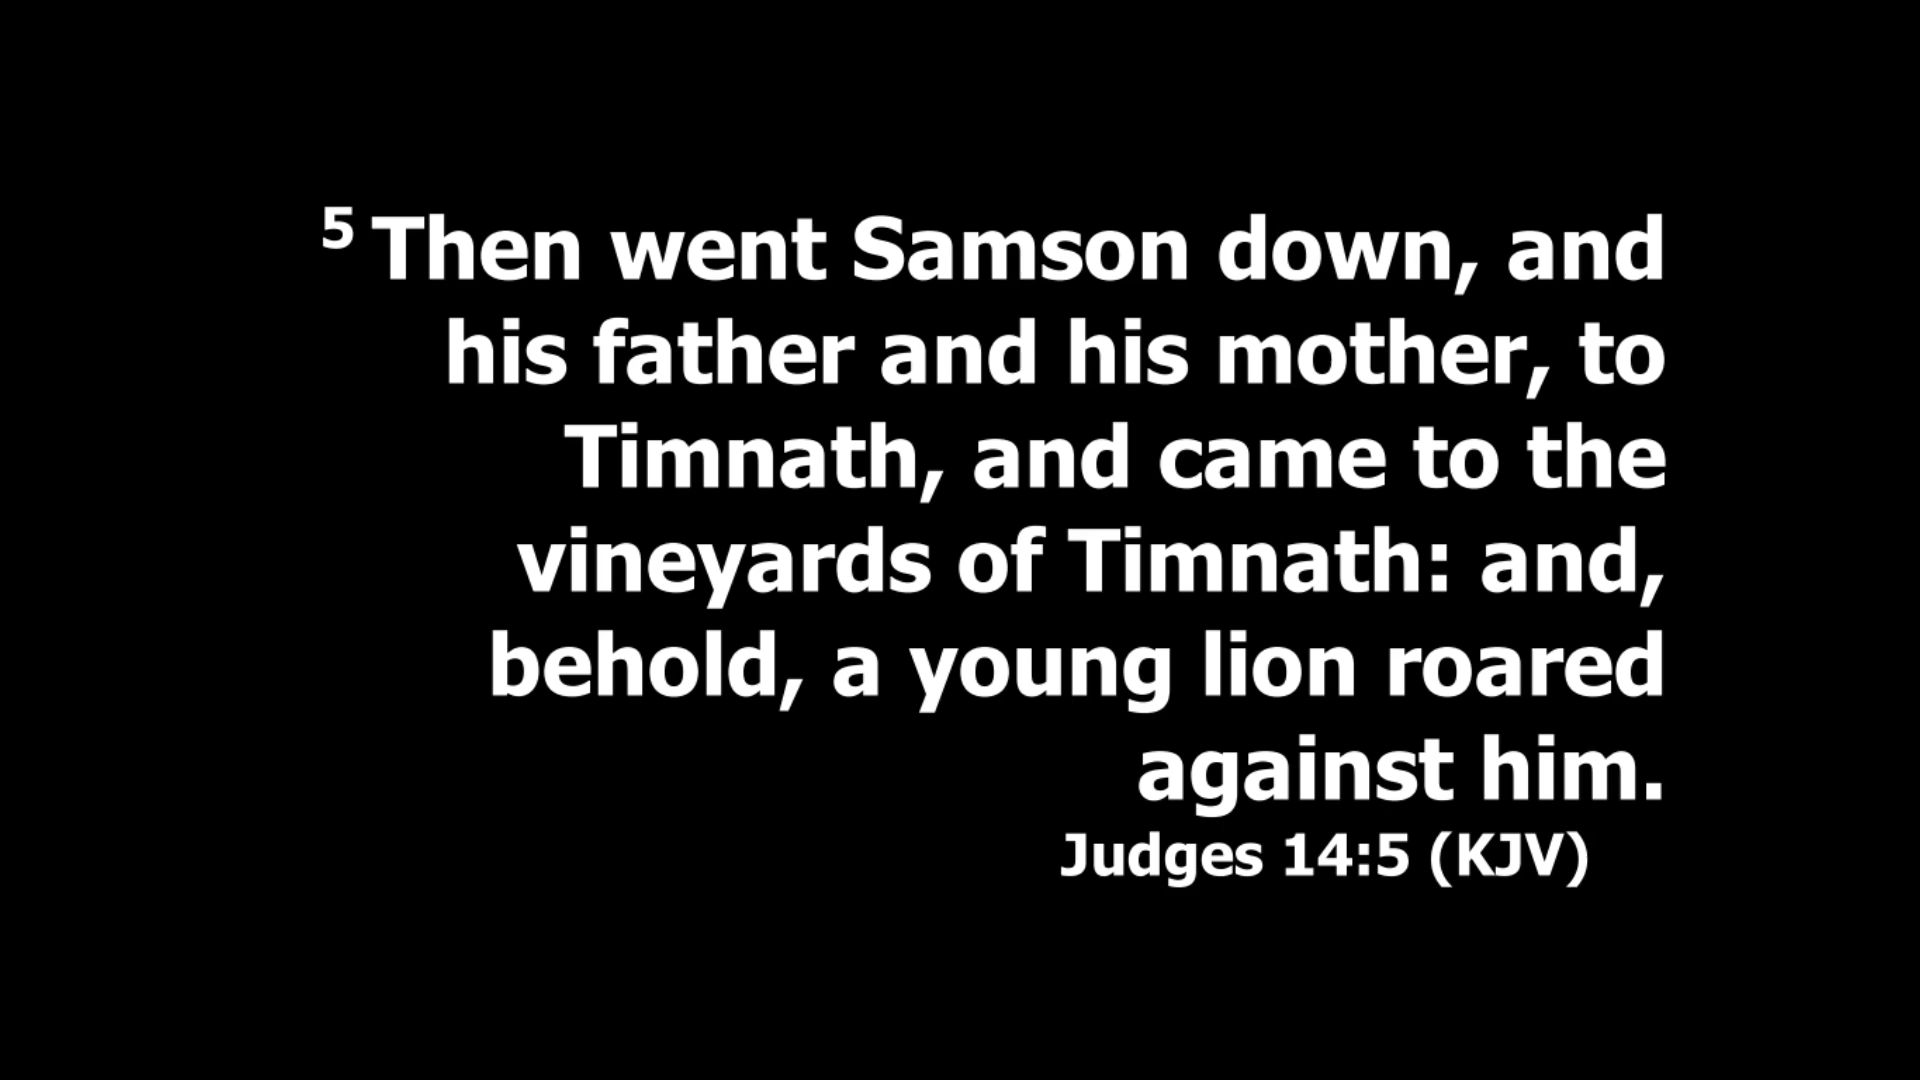 5 Then went Samson down, and
his father and his mother, to
Timnath, and came to the
vineyards of Timnath: and,
behold, a young lion roared
against him.
Judges 14:5 (KJV)